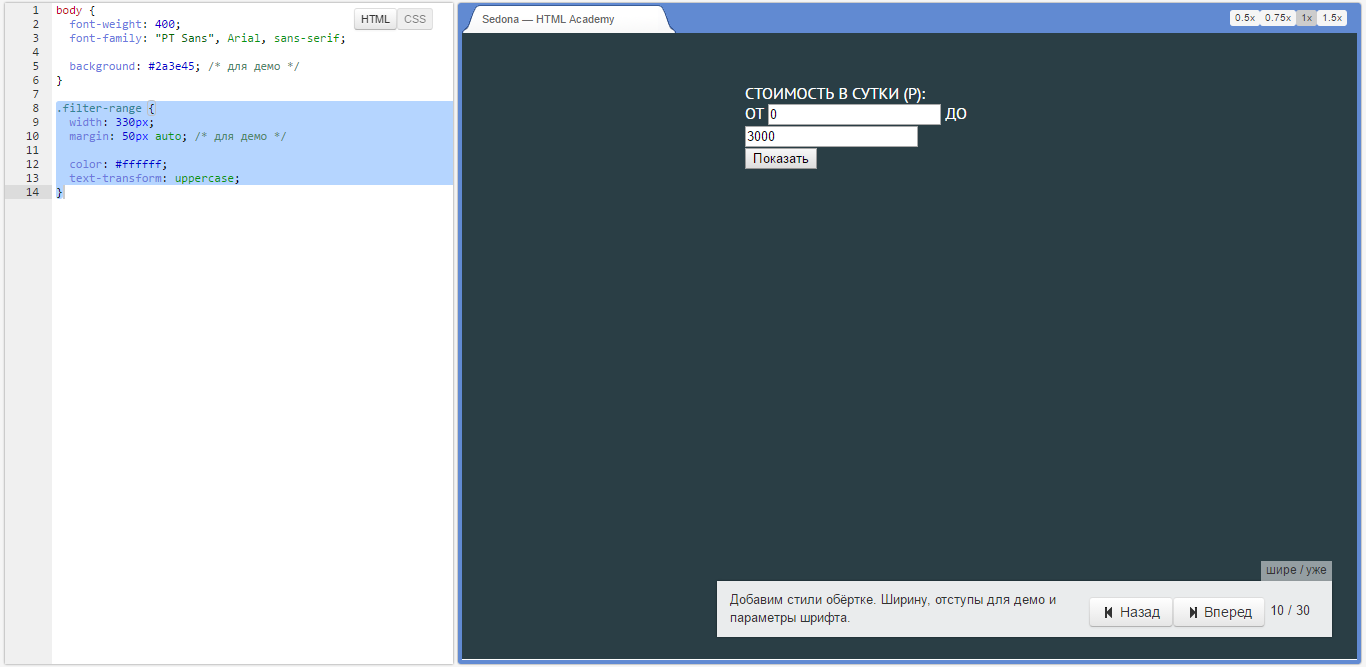 1 body {
HTML CSS
2 font-weight: 400;
3 font-family: "PT Sans", Arial, sans-serif;
4
5 background: #2a3e45; /* для демо */
6 }
7
8 .filter-range {
9 width: 330px;
10 margin: 50px auto; /* для демо */
11
12 color: #ffffff;
13 text-transform: uppercase;
14 }
Sedona — HTML Academy
0.5x 0.75x 1x 1.5x
СТОИМОСТЬ В СУТКИ (Р):
ОТ 0 ДО
3000
Показать
шире / уже
Добавим стили обёртке. Ширину, отступы для демо и
параметры шрифта.
Назад Вперед 10 / 30